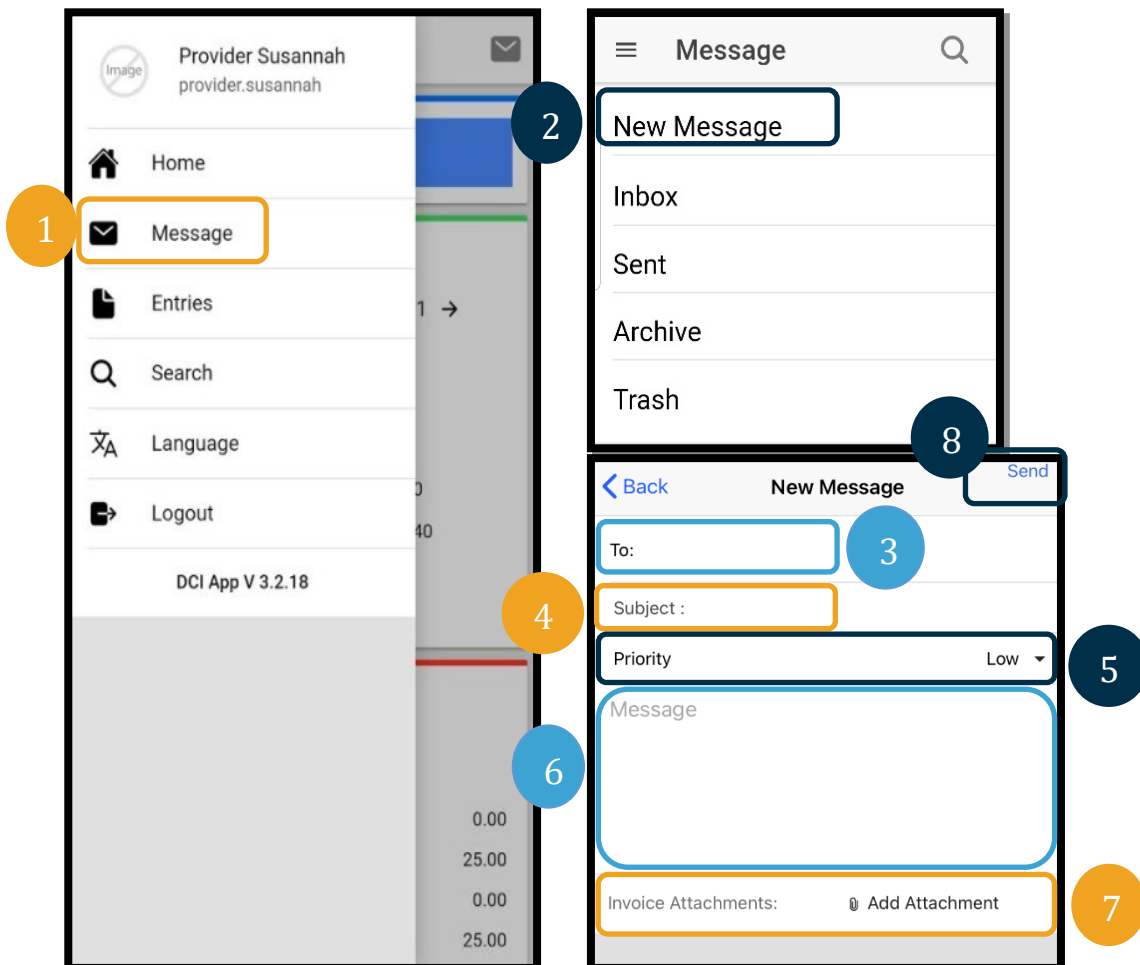 Image
Provider Susannah
provider.susannah
1
Home
Message
Entries
Search
Language
Logout
DCI App V 3.2.18
1 →
0
40
0.00
25.00
0.00
25.00
2
Message
New Message
Inbox
Sent
Archive
Trash
8
Back
New Message
Send
To:
3
4
Subject :
Priority
Low
5
Message
6
Invoice Attachments:
Add Attachment
7